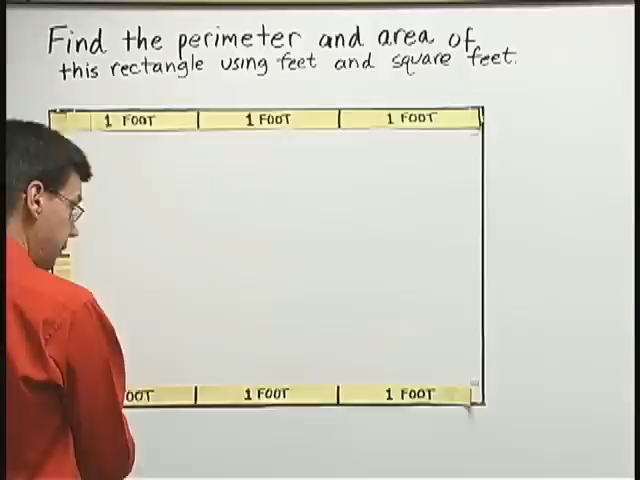 Find the perimeter and area of
this rectangle using feet and square feet.
1 FOOT 1 FOOT 1 FOOT
OOT 1 FOOT 1 FOOT